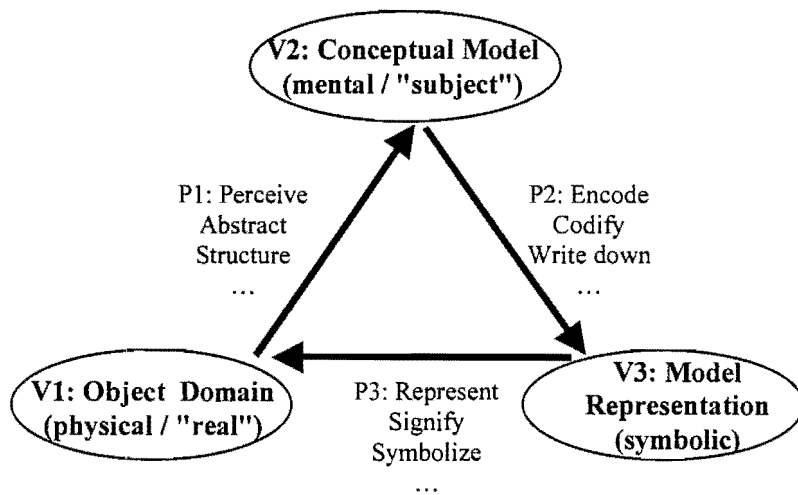 V2: Conceptual Model
(mental / "subject")
P1: Perceive
Abstract
Structure
…
P2: Encode
Codify
Write down
…
V1: Object Domain
(physical / "real")
P3: Represent
Signify
Symbolize
…
V3: Model
Representation
(symbolic)